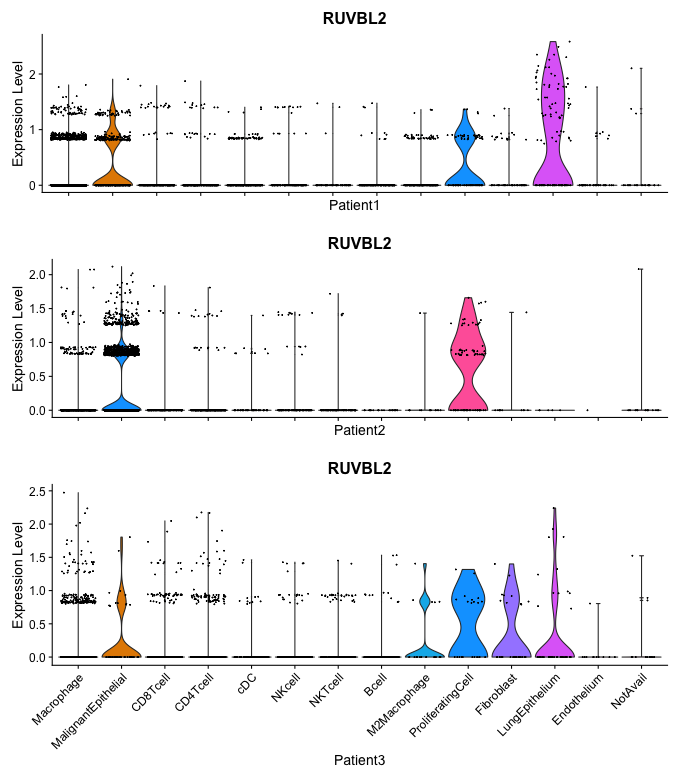 RUVBL2
Expression Level
2
1
0
Patient1
RUVBL2
Expression Level
2.0
1.5
1.0
0.5
0.0
Patient2
RUVBL2
Expression Level
2.5
2.0
1.5
1.0
0.5
0.0
Macrophage
MalignantEpithelial
CD8Tcell
CD4Tcell
cDC
NKcell
NKTcell
Bcell
M2Macrophage
ProliferatingCell
Fibroblast
LungEpithelium
Endothelium
NotAvail
Patient3